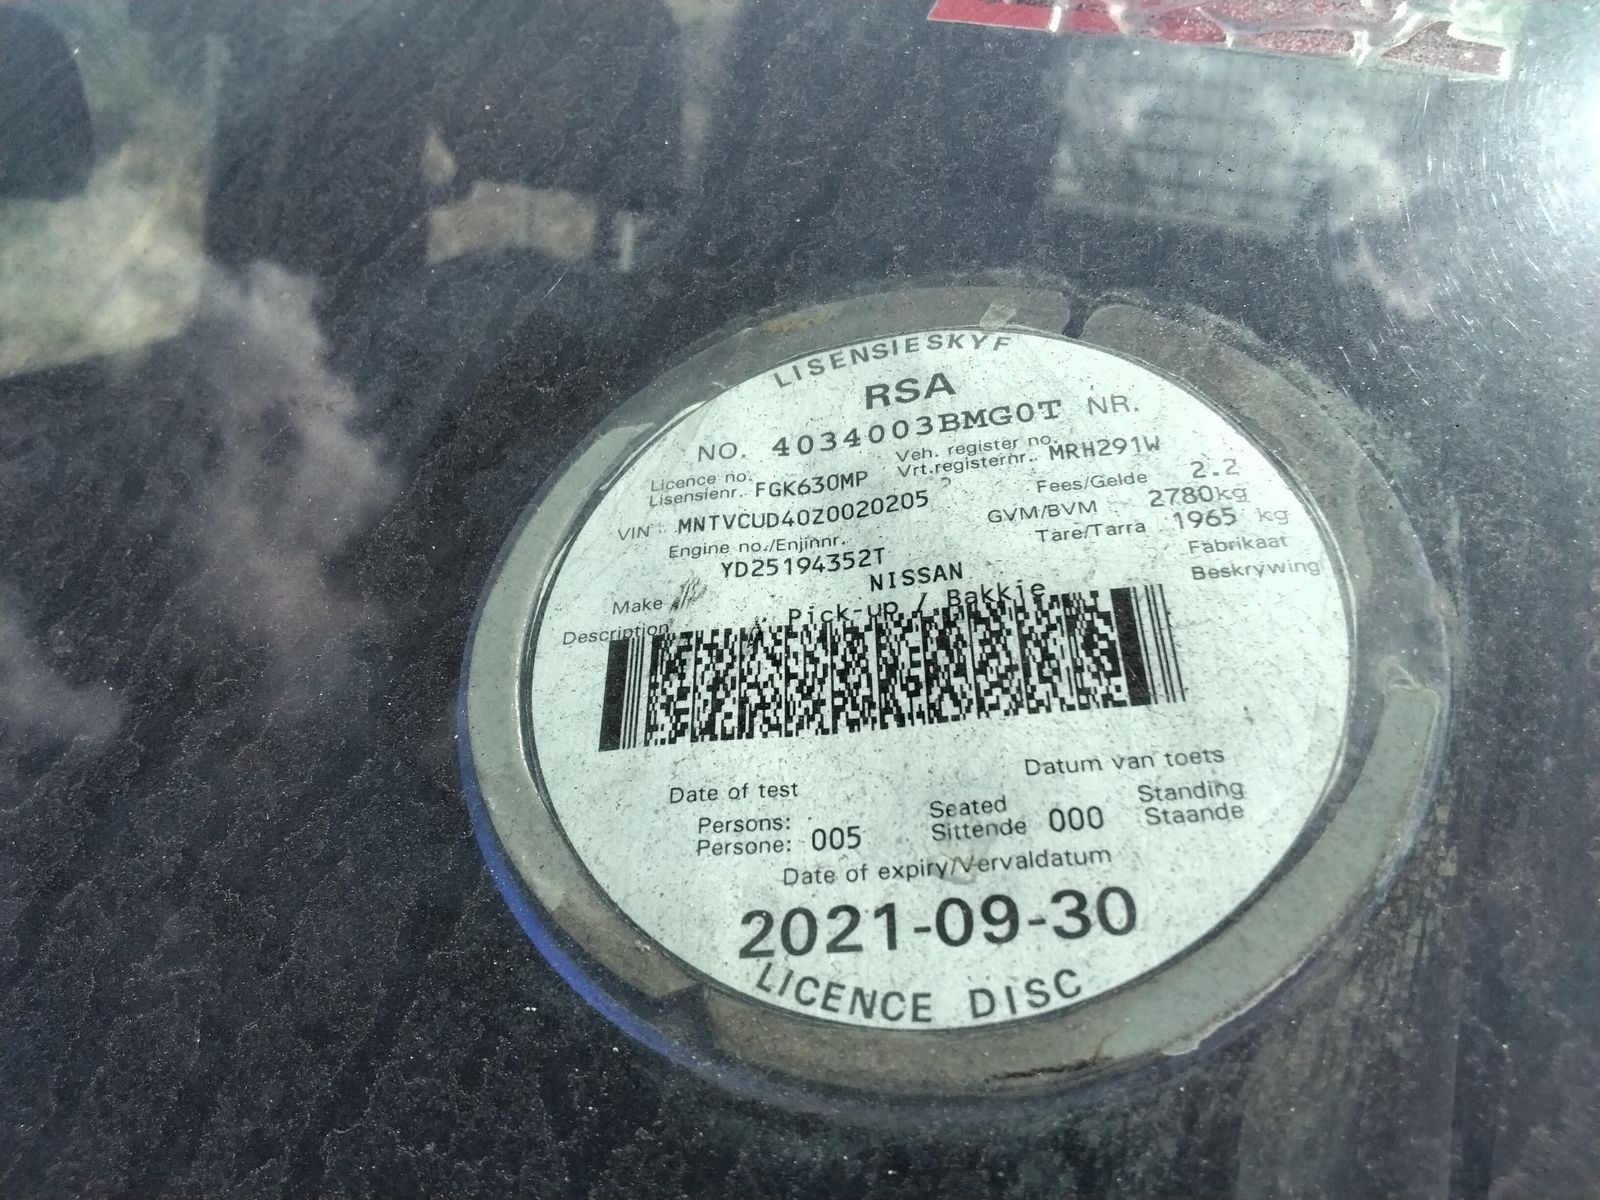 LISENSIESKYF
RSA
NO. 4034003BMG0T NR.
Licence no. Veh. register no.
Lisensienr. FGK630MP Vrt.registernr. MRH291W
VIN MNTVCUD40Z0020205 Fees/Gelde 2.2
Engine no./Enjinnr. GVM/BVM 2780kg
YD25194352T Tare/Tarra 1965 kg
Make NISSAN Fabrikaat
Description Pick-up / Bakkie Beskrywing
Date of test Datum van toets
Persons: Seated Standing
Persone: 005 Sittende 000 Staande
Date of expiry/Vervaldatum
2021-09-30
LICENCE DISC